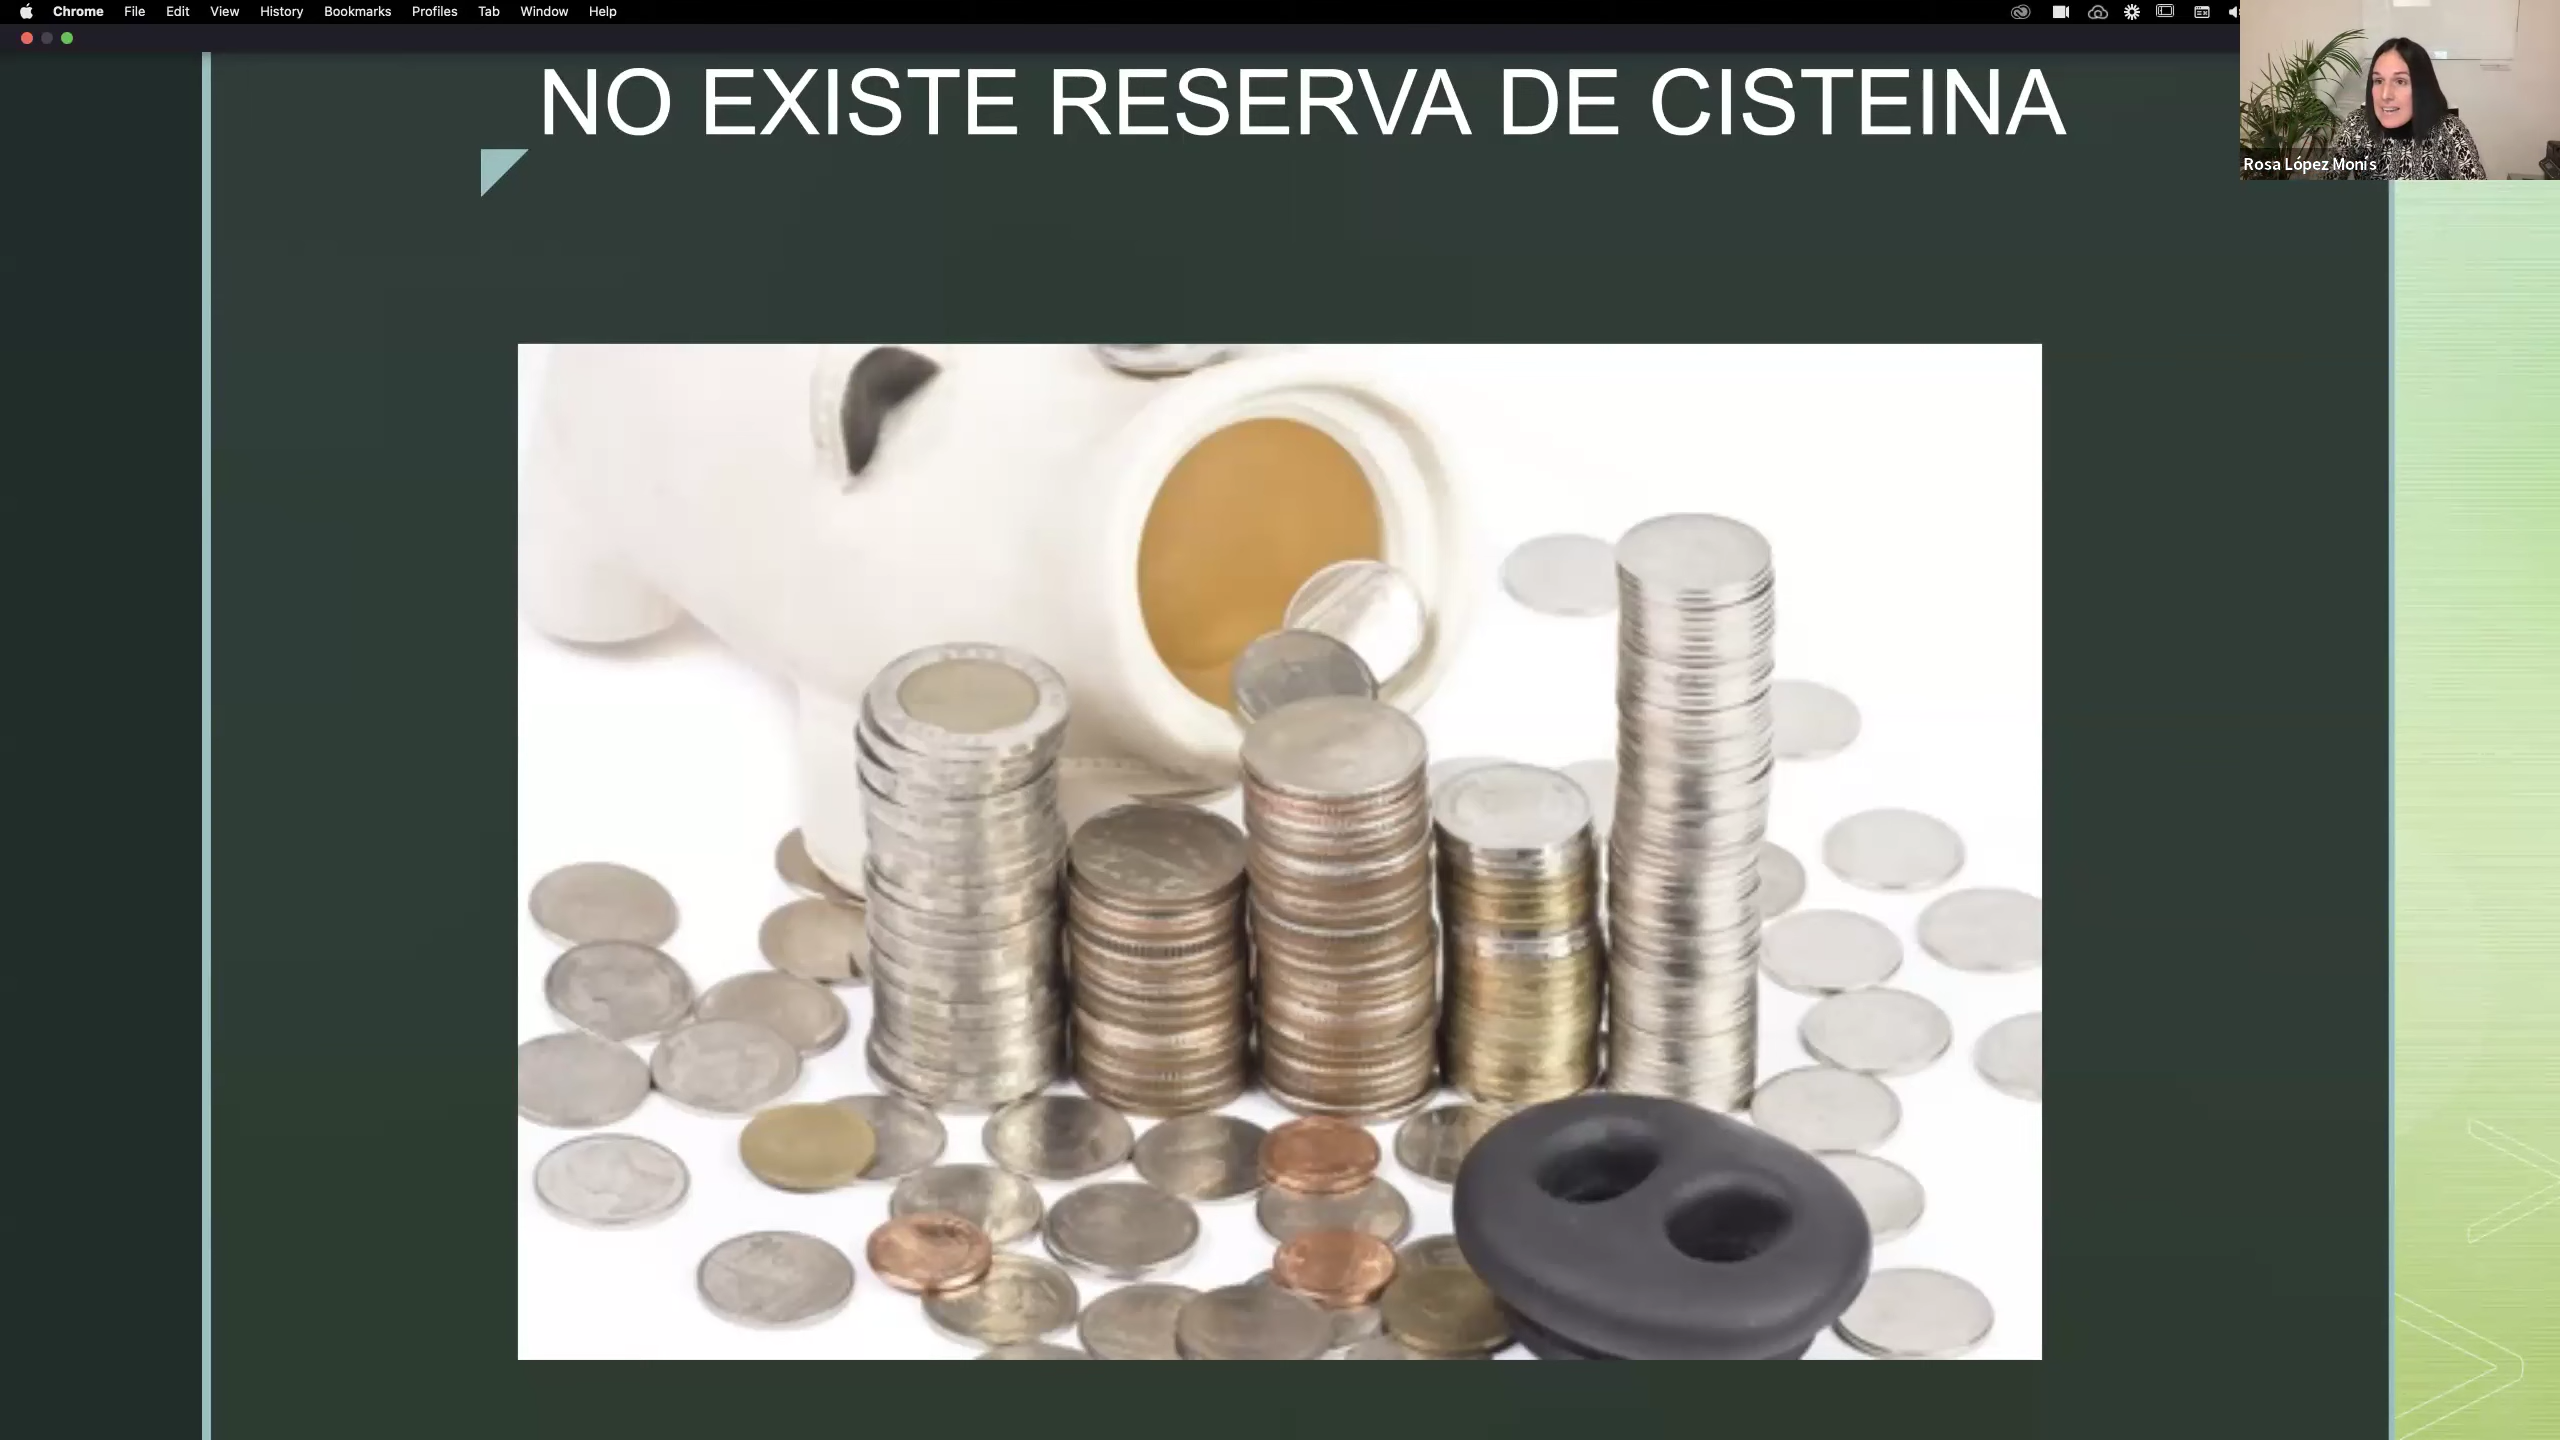 Chrome File Edit View History Bookmarks Profiles Tab Window Help
NO EXISTE RESERVA DE CISTEINA
Rosa López Monís